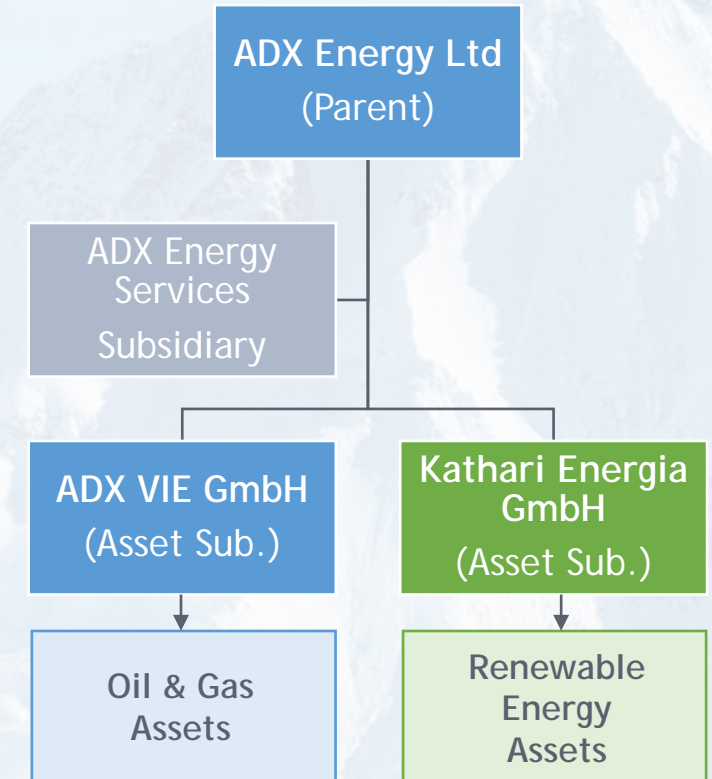 ADX Energy Ltd
(Parent)
ADX Energy
Services
Subsidiary
ADX VIE GmbH
(Asset Sub.)
Kathari Energia
GmbH
(Asset Sub.)
Oil & Gas
Assets
Renewable
Energy
Assets